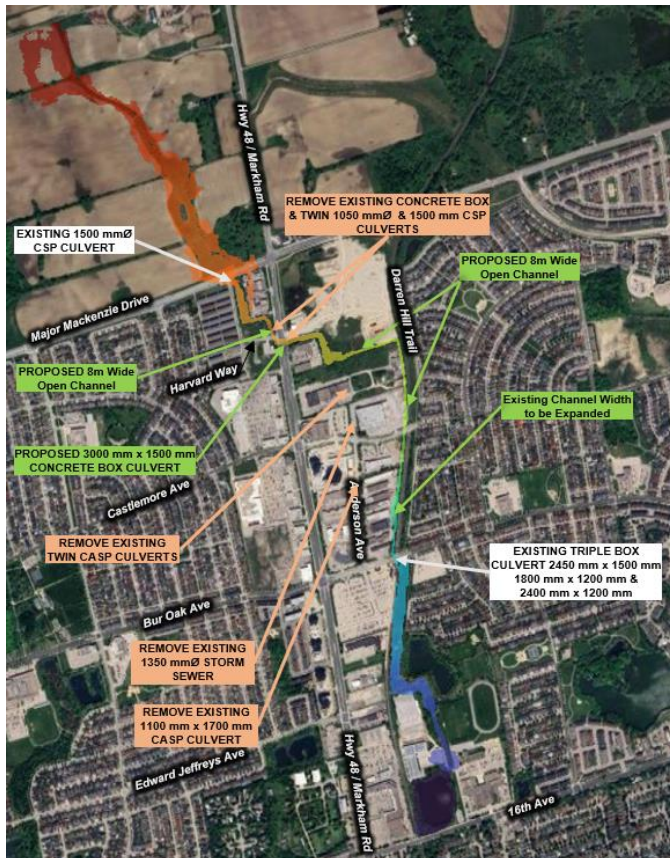 Hwy 48 / Markham Rd
REMOVE EXISTING CONCRETE BOX
& TWIN 1050 mmØ & 1500 mm CSP
CULVERTS
EXISTING 1500 mmØ
CSP CULVERT
PROPOSED 8m Wide
Open Channel
Major Mackenzie Drive
Darren Hill Trail
PROPOSED 8m Wide
Open Channel
Harvard Way
Existing Channel Width
to be Expanded
PROPOSED 3000 mm x 1500 mm
CONCRETE BOX CULVERT
Castlemore Ave
Anderson Ave
REMOVE EXISTING
TWIN CASP CULVERTS
EXISTING TRIPLE BOX
CULVERT 2450 mm x 1500 mm
1800 mm x 1200 mm &
2400 mm x 1200 mm
Bur Oak Ave
REMOVE EXISTING
1350 mmØ STORM
SEWER
REMOVE EXISTING
1100 mm x 1700 mm
CASP CULVERT
Edward Jeffreys Ave
Hwy 48 / Markham Rd
16th Ave